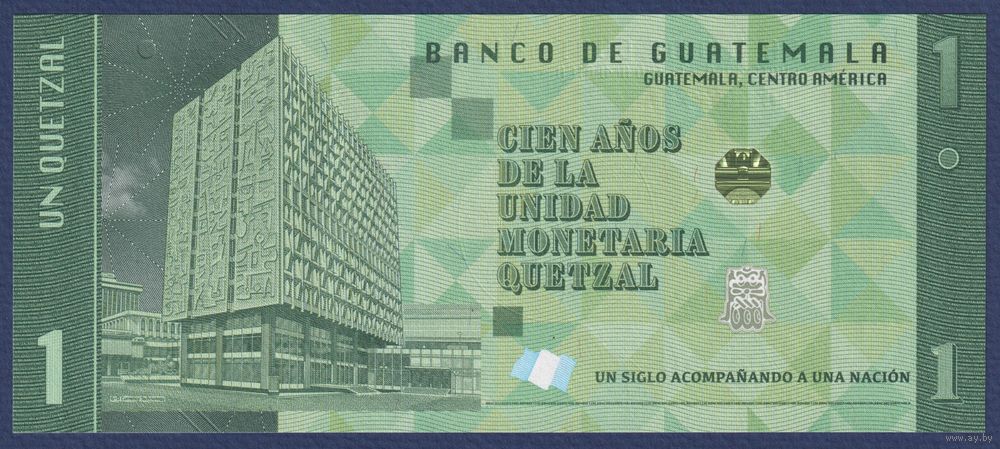 UN QUETZAL
1
BANCO DE GUATEMALA
GUATEMALA, CENTRO AMÉRICA
CIEN AÑOS
DE LA
UNIDAD
MONETARIA
QUETZAL
UN SIGLO ACOMPAÑANDO A UNA NACIÓN
1
1
www.ay.by